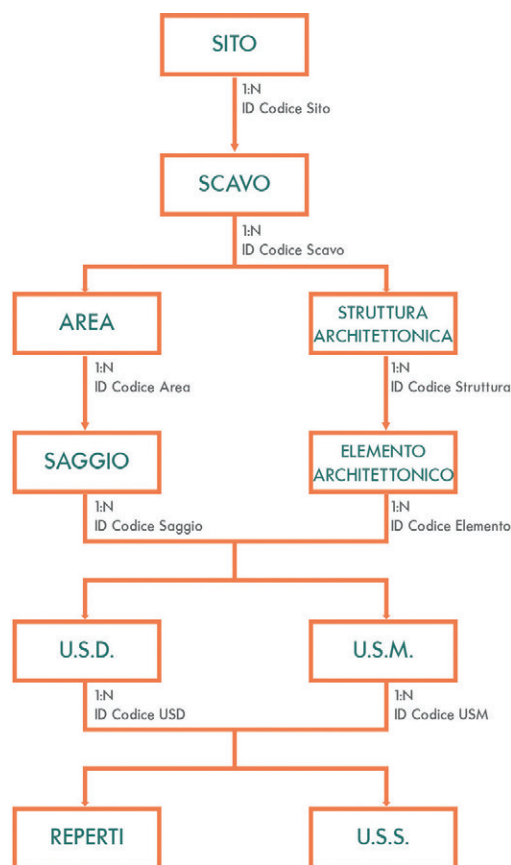 SITO
1:N
ID Codice Sito
SCAVO
1:N
ID Codice Scavo
AREA
STRUTTURA
ARCHITETTONICA
1:N
ID Codice Area
1:N
ID Codice Struttura
SAGGIO
ELEMENTO
ARCHITETTONICO
1:N
ID Codice Saggio
1:N
ID Codice Elemento
U.S.D.
U.S.M.
1:N
ID Codice USD
1:N
ID Codice USM
REPERTI
U.S.S.